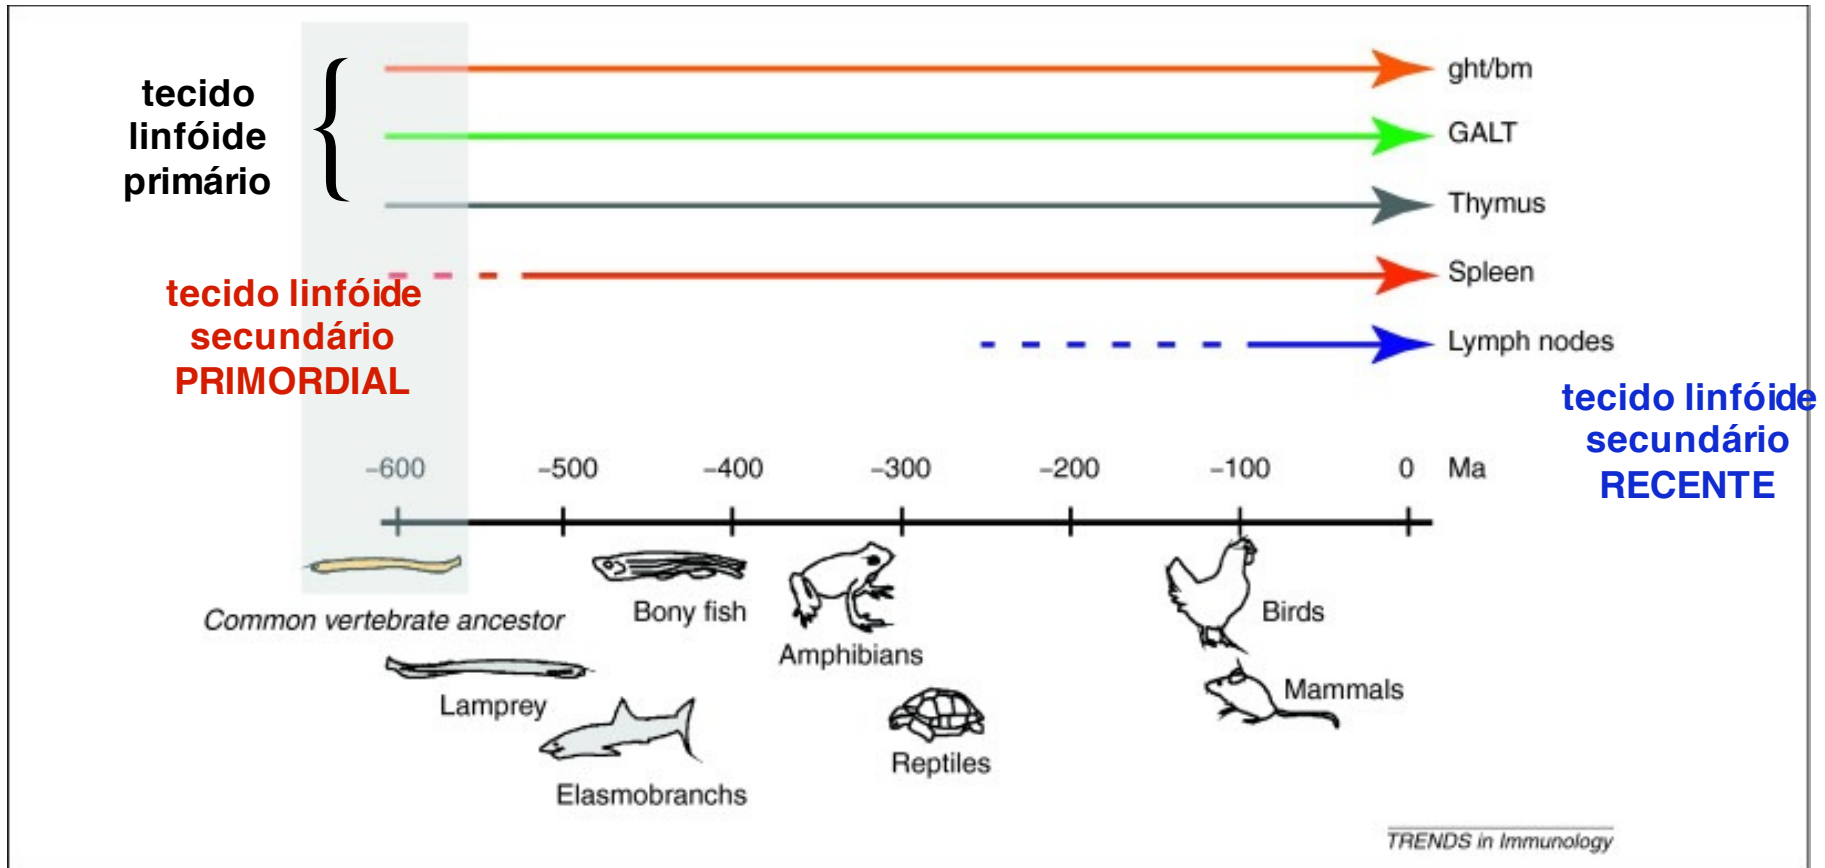 tecido
linfóide
primário
ght/bm
GALT
Thymus
Spleen
Lymph nodes
tecido linfóide
secundário
PRIMORDIAL
tecido linfóide
secundário
RECENTE
–600 –500 –400 –300 –200 –100 0 Ma
Common vertebrate ancestor
Bony fish
Birds
Amphibians
Mammals
Lamprey
Reptiles
Elasmobranchs
TRENDS in Immunology